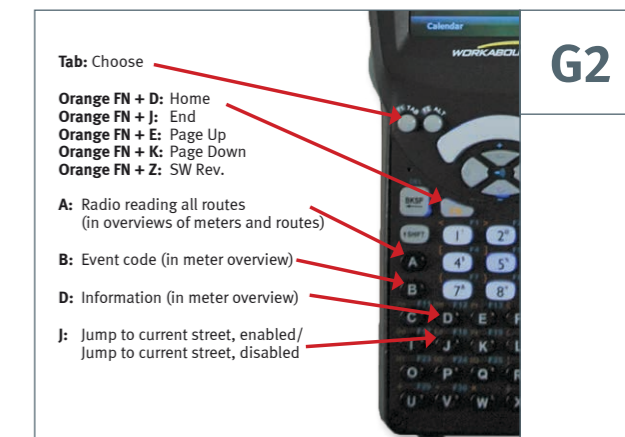 Calendar
WORKABOU
G2
Tab: Choose
Orange FN + D: Home
Orange FN + J: End
Orange FN + E: Page Up
Orange FN + K: Page Down
Orange FN + Z: SW Rev.
A: Radio reading all routes
(in overviews of meters and routes)
B: Event code (in meter overview)
D: Information (in meter overview)
J: Jump to current street, enabled/
Jump to current street, disabled
TAB ALT
BKSP
SHIFT 1 2
A 4 5
B 7 8
C D E F
I J K L
O P Q R
U V W X